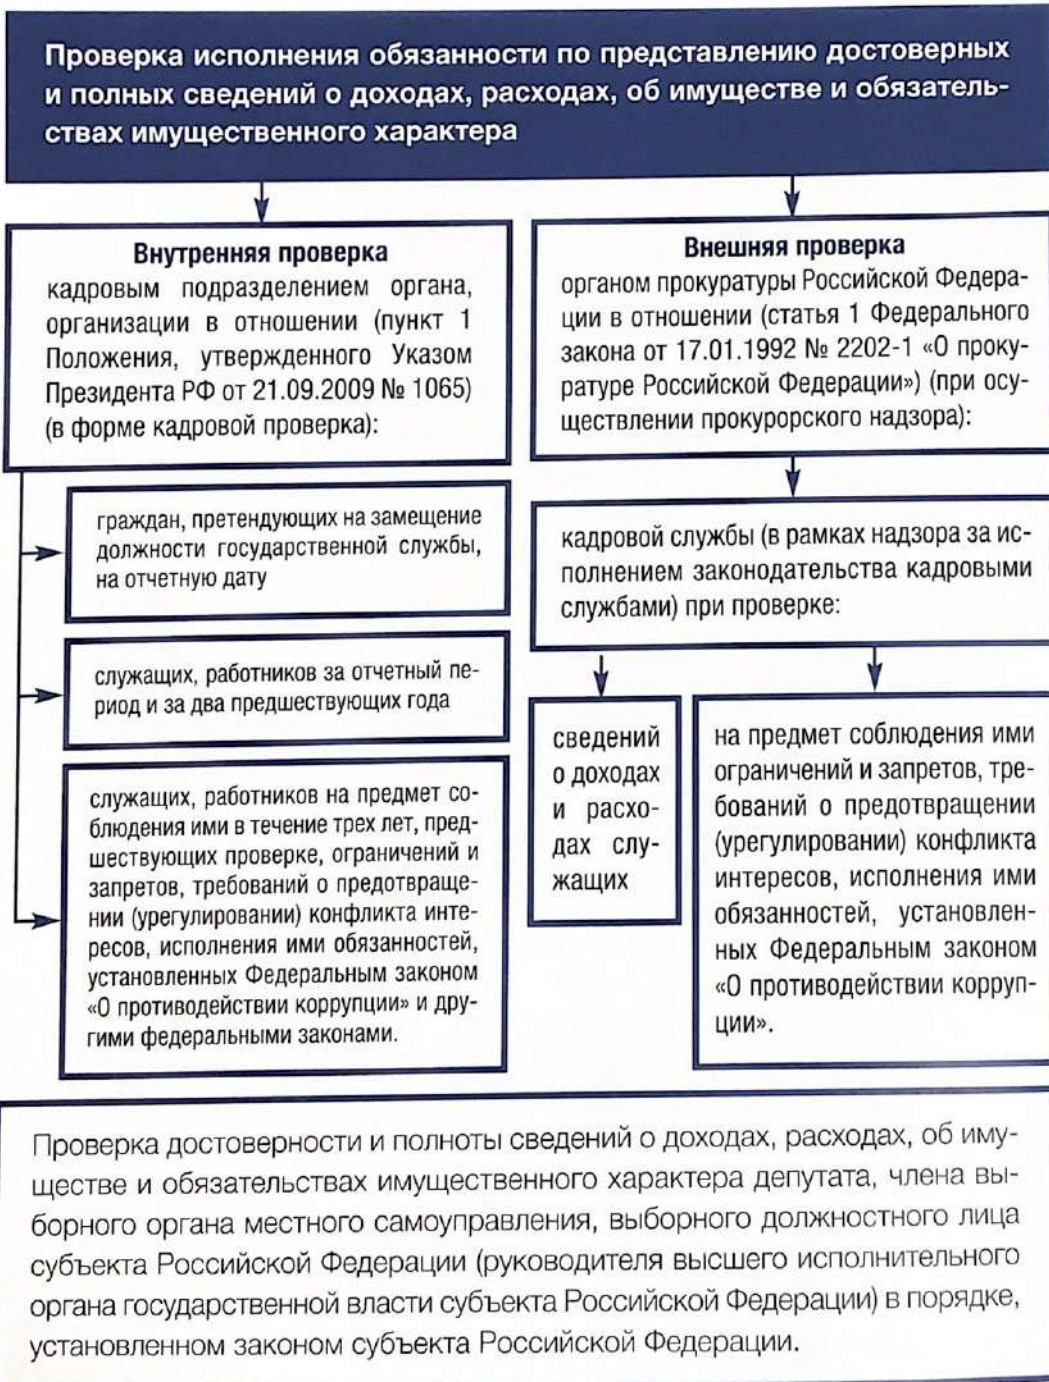 Проверка исполнения обязанности по представлению достоверных
и полных сведений о доходах, расходах, об имуществе и обязатель-
ствах имущественного характера
Внутренняя проверка
кадровым подразделением органа,
организации в отношении (пункт 1
Положения, утвержденного Указом
Президента РФ от 21.09.2009 № 1065)
(в форме кадровой проверка):
граждан, претендующих на замещение
должности государственной службы,
на отчетную дату
служащих, работников за отчетный пе-
риод и за два предшествующих года
служащих, работников на предмет со-
блюдения ими в течение трех лет, пред-
шествующих проверке, ограничений и
запретов, требований о предотвраще-
нии (урегулировании) конфликта инте-
ресов, исполнения ими обязанностей,
установленных Федеральным законом
«О противодействии коррупции» и дру-
гими федеральными законами.
Внешняя проверка
органом прокуратуры Российской Федера-
ции в отношении (статья 1 Федерального
закона от 17.01.1992 № 2202-1 «О проку-
ратуре Российской Федерации») (при осу-
ществлении прокурорского надзора):
кадровой службы (в рамках надзора за ис-
полнением законодательства кадровыми
службами) при проверке:
сведений
о доходах
и расхо-
дах слу-
жащих
на предмет соблюдения ими
ограничений и запретов, тре-
бований о предотвращении
(урегулировании) конфликта
интересов, исполнения ими
обязанностей, установлен-
ных Федеральным законом
«О противодействии корруп-
ции».
Проверка достоверности и полноты сведений о доходах, расходах, об иму-
ществе и обязательствах имущественного характера депутата, члена вы-
борного органа местного самоуправления, выборного должностного лица
субъекта Российской Федерации (руководителя высшего исполнительного
органа государственной власти субъекта Российской Федерации) в порядке,
установленном законом субъекта Российской Федерации.